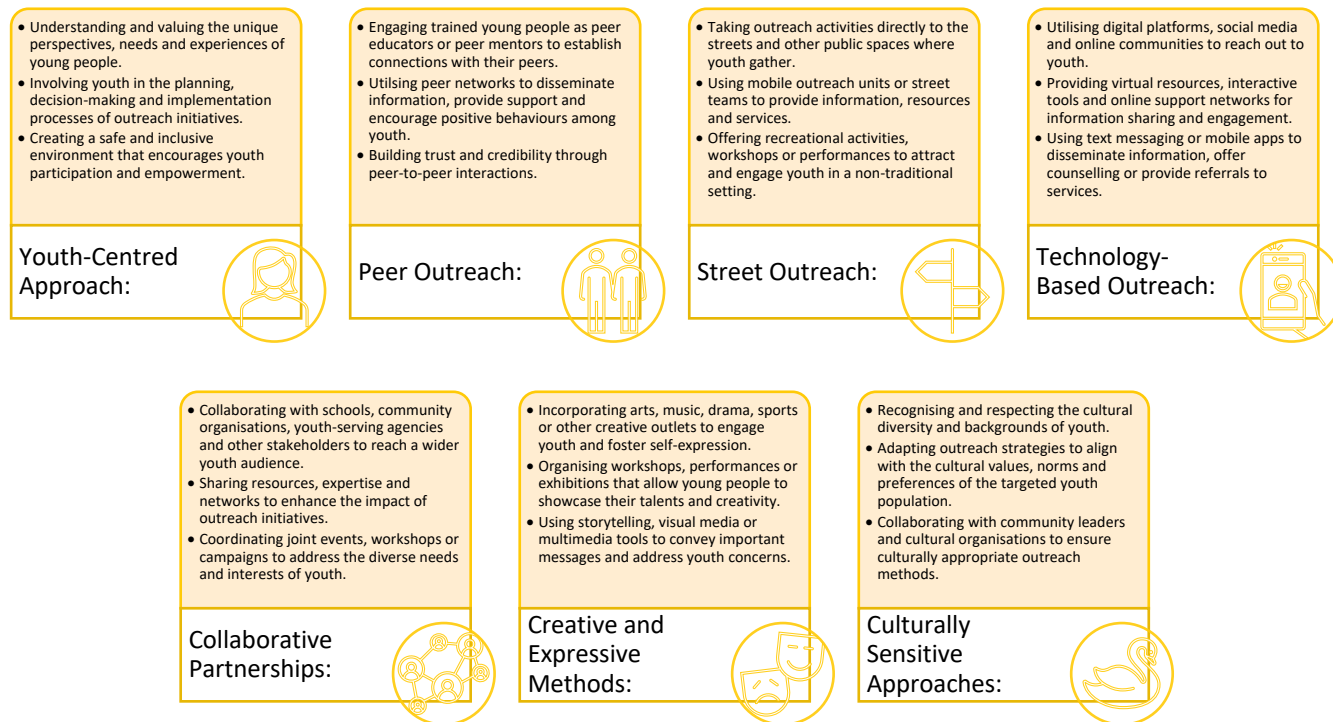 • Understanding and valuing the unique
perspectives, needs and experiences of
young people.
• Involving youth in the planning,
decision-making and implementation
processes of outreach initiatives.
• Creating a safe and inclusive
environment that encourages youth
participation and empowerment.
Youth-Centred
Approach:
• Engaging trained young people as peer
educators or peer mentors to establish
connections with their peers.
• Utilsing peer networks to disseminate
information, provide support and
encourage positive behaviours among
youth.
• Building trust and credibility through
peer-to-peer interactions.
Peer Outreach:
• Taking outreach activities directly to the
streets and other public spaces where
youth gather.
• Using mobile outreach units or street
teams to provide information, resources
and services.
• Offering recreational activities,
workshops or performances to attract
and engage youth in a non-traditional
setting.
Street Outreach:
• Utilising digital platforms, social media
and online communities to reach out to
youth.
• Providing virtual resources, interactive
tools and online support networks for
information sharing and engagement.
• Using text messaging or mobile apps to
disseminate information, offer
counselling or provide referrals to
services.
Technology-
Based Outreach:
• Collaborating with schools, community
organisations, youth-serving agencies
and other stakeholders to reach a wider
youth audience.
• Sharing resources, expertise and
networks to enhance the impact of
outreach initiatives.
• Coordinating joint events, workshops or
campaigns to address the diverse needs
and interests of youth.
Collaborative
Partnerships:
• Incorporating arts, music, drama, sports
or other creative outlets to engage
youth and foster self-expression.
• Organising workshops, performances or
exhibitions that allow young people to
showcase their talents and creativity.
• Using storytelling, visual media or
multimedia tools to convey important
messages and address youth concerns.
Creative and
Expressive
Methods:
• Recognising and respecting the cultural
diversity and backgrounds of youth.
• Adapting outreach strategies to align
with the cultural values, norms and
preferences of the targeted youth
population.
• Collaborating with community leaders
and cultural organisations to ensure
culturally appropriate outreach
methods.
Culturally
Sensitive
Approaches: